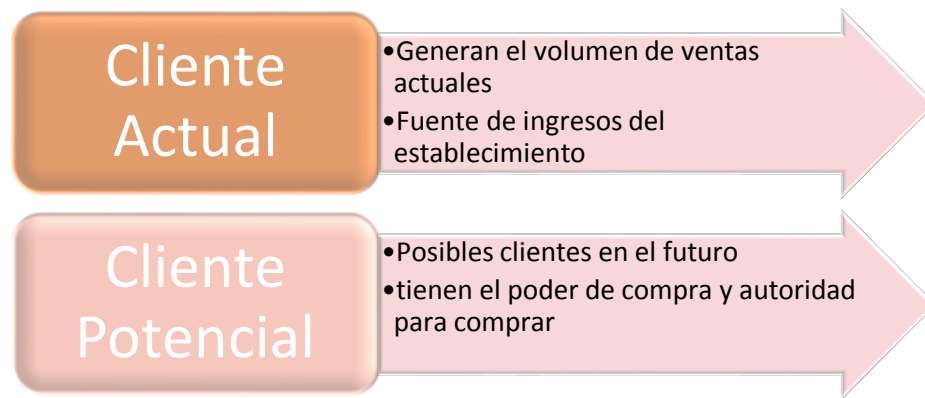 Cliente
Actual
•Generan el volumen de ventas
actuales
•Fuente de ingresos del
establecimiento
Cliente
Potencial
•Posibles clientes en el futuro
•tienen el poder de compra y autoridad
para comprar